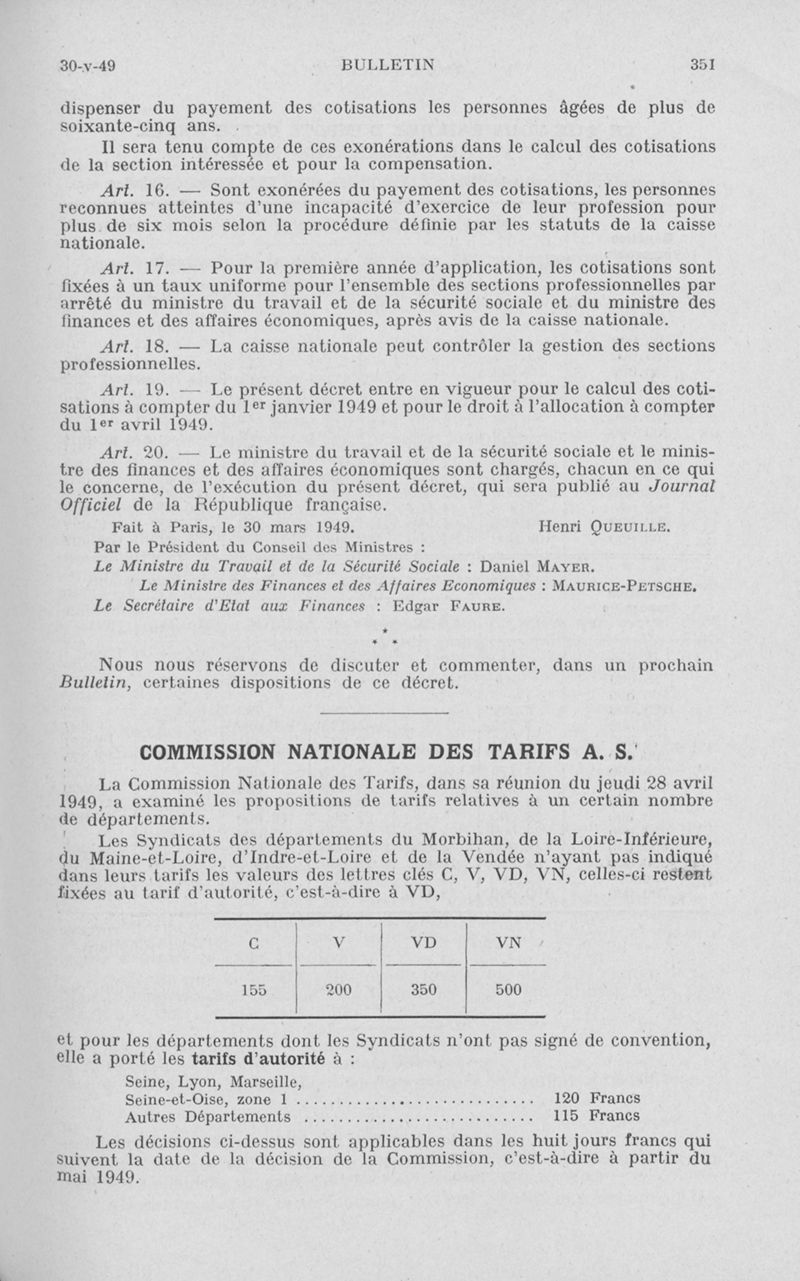 30-v-49 BULLETIN 351
dispenser du payement des cotisations les personnes âgées de plus de
soixante-cinq ans.
Il sera tenu compte de ces exonérations dans le calcul des cotisations
de la section intéressée et pour la compensation.
Art. 16. — Sont exonérées du payement des cotisations, les personnes
reconnues atteintes d'une incapacité d'exercice de leur profession pour
plus de six mois selon la procédure définie par les statuts de la caisse
nationale.
Art. 17. — Pour la première année d'application, les cotisations sont
fixées à un taux uniforme pour l'ensemble des sections professionnelles par
arrêté du ministre du travail et de la sécurité sociale et du ministre des
finances et des affaires économiques, après avis de la caisse nationale.
Art. 18. — La caisse nationale peut contrôler la gestion des sections
professionnelles.
Art. 19. — Le présent décret entre en vigueur pour le calcul des coti-
sations à compter du 1er janvier 1949 et pour le droit à l'allocation à compter
du 1er avril 1949.
Art. 20. — Le ministre du travail et de la sécurité sociale et le minis-
tre des finances et des affaires économiques sont chargés, chacun en ce qui
le concerne, de l'exécution du présent décret, qui sera publié au Journal
Officiel de la République française.
Fait à Paris, le 30 mars 1949. Henri QUEUILLE.
Par le Président du Conseil des Ministres :
Le Ministre du Travail et de la Sécurité Sociale : Daniel MAYER.
Le Ministre des Finances et des Affaires Economiques : MAURICE-PETSCHE.
Le Secrétaire d'Etat aux Finances : Edgar FAURE.
*
* *
Nous nous réservons de discuter et commenter, dans un prochain
Bulletin, certaines dispositions de ce décret.
COMMISSION NATIONALE DES TARIFS A. S.
La Commission Nationale des Tarifs, dans sa réunion du jeudi 28 avril
1949, a examiné les propositions de tarifs relatives à un certain nombre
de départements.
Les Syndicats des départements du Morbihan, de la Loire-Inférieure,
du Maine-et-Loire, d'Indre-et-Loire et de la Vendée n'ayant pas indiqué
dans leurs tarifs les valeurs des lettres clés C, V, VD, VN, celles-ci restent
fixées au tarif d'autorité, c'est-à-dire à VD,
C V VD VN
155 200 350 500
et pour les départements dont les Syndicats n'ont pas signé de convention,
elle a porté les tarifs d'autorité à :
Seine, Lyon, Marseille,
Seine-et-Oise, zone 1 .............................. 120 Francs
Autres Départements .............................. 115 Francs
Les décisions ci-dessus sont applicables dans les huit jours francs qui
suivent la date de la décision de la Commission, c'est-à-dire à partir du
mai 1949.